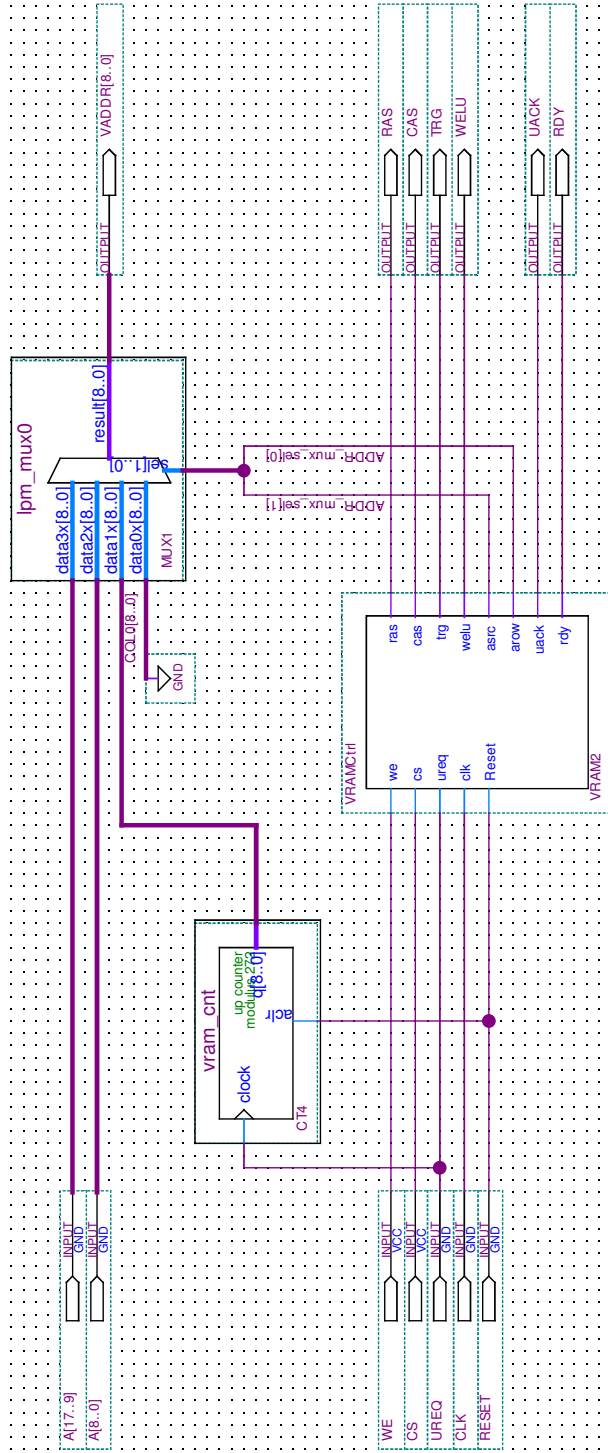 A[17..9]
INPUT
GND
A[8..0]
INPUT
GND
lpm_mux0
data3x[8..0]
data2x[8..0]
data1x[8..0]
data0x[8..0]
sel[1..0]
result[8..0]
MUX1
OUTPUT
VADDR[8..0]
COL0[8..0]
GND
vram_cnt
up counter
modulus 272
clock
q[8..0]
aclr
CT4
ADDR_mux_sel[0]
ADDR_mux_sel[1]
WE
INPUT
VCC
CS
INPUT
VCC
UREQ
INPUT
GND
CLK
INPUT
GND
RESET
INPUT
GND
VRAMCtrl
we
cs
ureq
clk
Reset
ras
cas
trg
welu
asrc
arow
uack
rdy
VRAM2
OUTPUT
RAS
OUTPUT
CAS
OUTPUT
TRG
OUTPUT
WELU
OUTPUT
UACK
OUTPUT
RDY